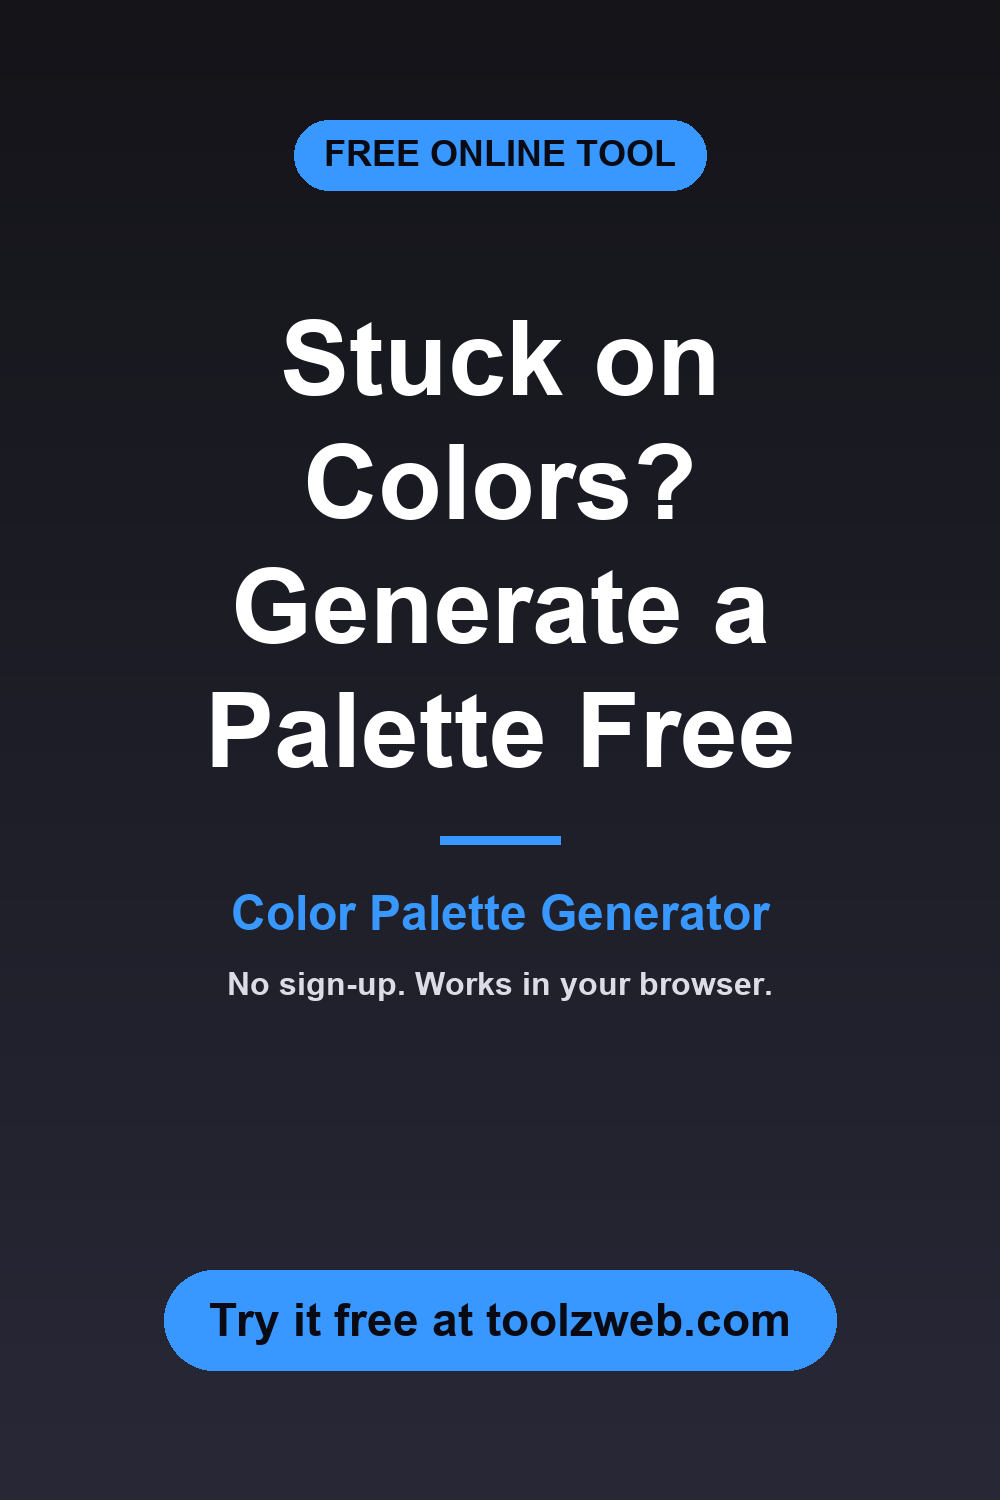 FREE ONLINE TOOL
Stuck on
Colors?
Generate a
Palette Free
Color Palette Generator
No sign-up. Works in your browser.
Try it free at toolzweb.com